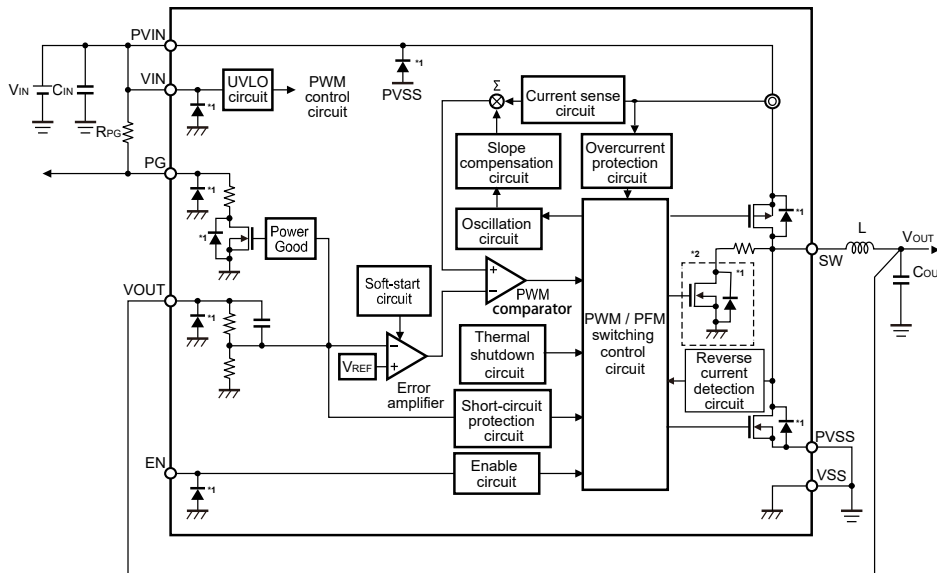 PVIN
*1
VIN
CIN
VIN
UVLO
circuit
PWM
control
circuit
PVSS
Σ
Current sense
circuit
*1
RPG
Slope
compensation
circuit
Overcurrent
protection
circuit
PG
*1
*1
Oscillation
circuit
*1
Power
Good
L
VOUT
SW
*2
*1
COU
VOUT
Soft-start
circuit
+
−
PWM
comparator
*1
PWM / PFM
switching
control
circuit
Thermal
shutdown
circuit
−
+
VREF
Error
amplifier
Reverse
current
detection
circuit
Short-circuit
protection
circuit
*1
PVSS
EN
Enable
circuit
VSS
*1